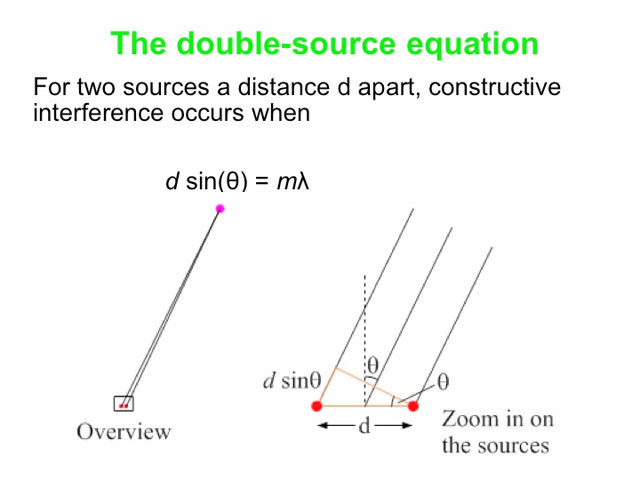 The double-source equation
For two sources a distance d apart, constructive
interference occurs when
d sin(θ) = mλ
θ
d sinθ
θ
d
Overview
Zoom in on
the sources